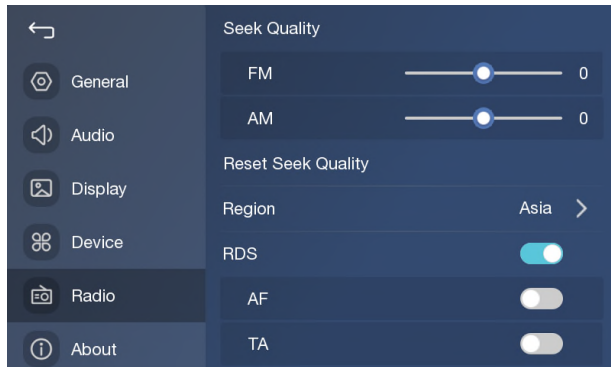 General
Audio
Display
Device
Radio
About
Seek Quality
FM 0
AM 0
Reset Seek Quality
Region Asia
RDS
AF
TA